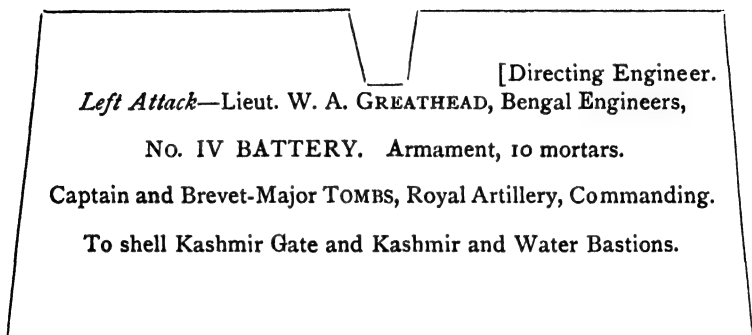 [Directing Engineer.
Left Attack—Lieut. W. A. GREATHEAD, Bengal Engineers,
No. IV BATTERY. Armament, 10 mortars.
Captain and Brevet-Major TOMBS, Royal Artillery, Commanding.
To shell Kashmir Gate and Kashmir and Water Bastions.